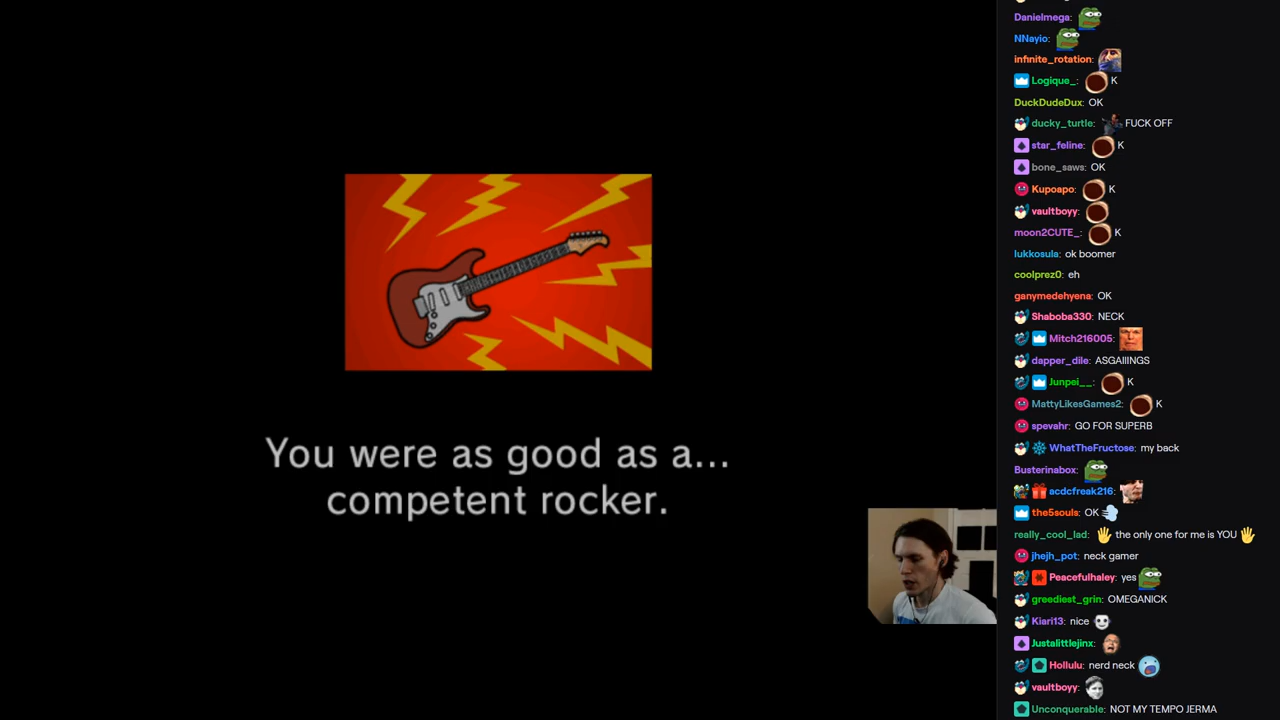 You were as good as a...
competent rocker.
Danielmega:
NNayio:
infinite_rotation:
Logique_: K
DuckDudeDux: OK
ducky_turtle: FUCK OFF
star_feline: K
bone_saws: OK
Kupoapo: K
vaultboyy:
moon2CUTE_: K
lukkosula: ok boomer
coolprez0: eh
ganymedehyena: OK
Shaboba330: NECK
Mitch216005:
dapper_dile: ASGAIIINGS
Junpei__: K
MattyLikesGames2: K
spevahr: GO FOR SUPERB
WhatTheFructose: my back
Busterinabox:
acdcfreak216:
the5souls: OK
really_cool_lad: the only one for me is YOU
jhejh_pot: neck gamer
Peacefulhaley: yes
greediest_grin: OMEGANICK
Kiari13: nice
Justalittlejinx:
Hollulu: nerd neck
vaultboyy:
Unconquerable: NOT MY TEMPO JERMA